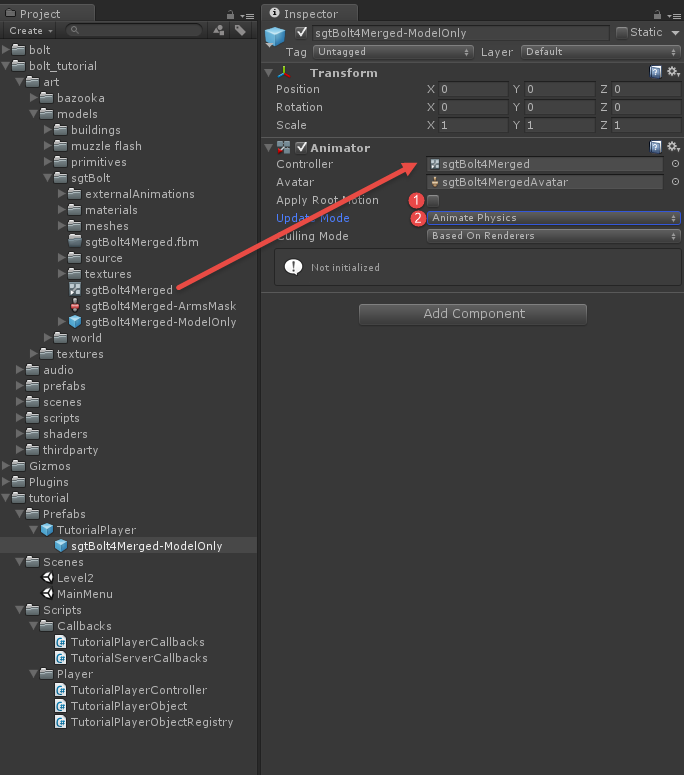 Project
Create
bolt
bolt_tutorial
art
bazooka
models
buildings
muzzle flash
primitives
sgtBolt
externalAnimations
materials
meshes
sgtBolt4Merged.fbm
source
textures
sgtBolt4Merged
sgtBolt4Merged-ArmsMask
sgtBolt4Merged-ModelOnly
world
textures
audio
prefabs
scenes
scripts
shaders
thirdparty
Gizmos
Plugins
tutorial
Prefabs
TutorialPlayer
sgtBolt4Merged-ModelOnly
Scenes
Level2
MainMenu
Scripts
Callbacks
TutorialPlayerCallbacks
TutorialServerCallbacks
Player
TutorialPlayerController
TutorialPlayerObject
TutorialPlayerObjectRegistry
Inspector
sgtBolt4Merged-ModelOnly Static
Tag Untagged Layer Default
Transform
Position X 0 Y 0 Z 0
Rotation X 0 Y 0 Z 0
Scale X 1 Y 1 Z 1
Animator
Controller sgtBolt4Merged
Avatar sgtBolt4MergedAvatar
Apply Root Motion 1
Update Mode 2 Animate Physics
Culling Mode Based On Renderers
Not initialized
Add Component